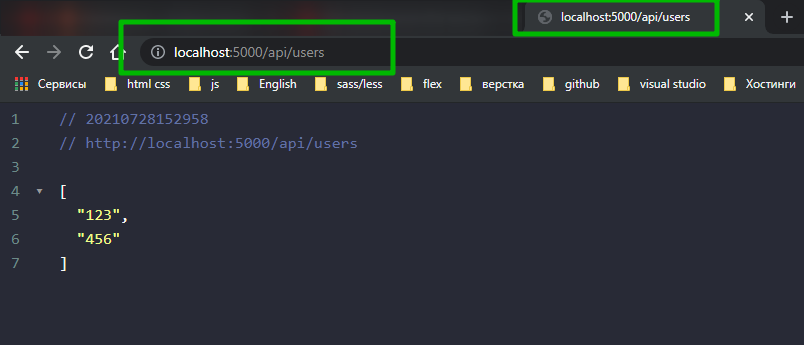 localhost:5000/api/users
localhost:5000/api/users
Сервисы html css js English sass/less flex верстка github visual studio Хостинги
1 // 20210728152958
2 // http://localhost:5000/api/users
3
4 [
5 "123",
6 "456"
7 ]